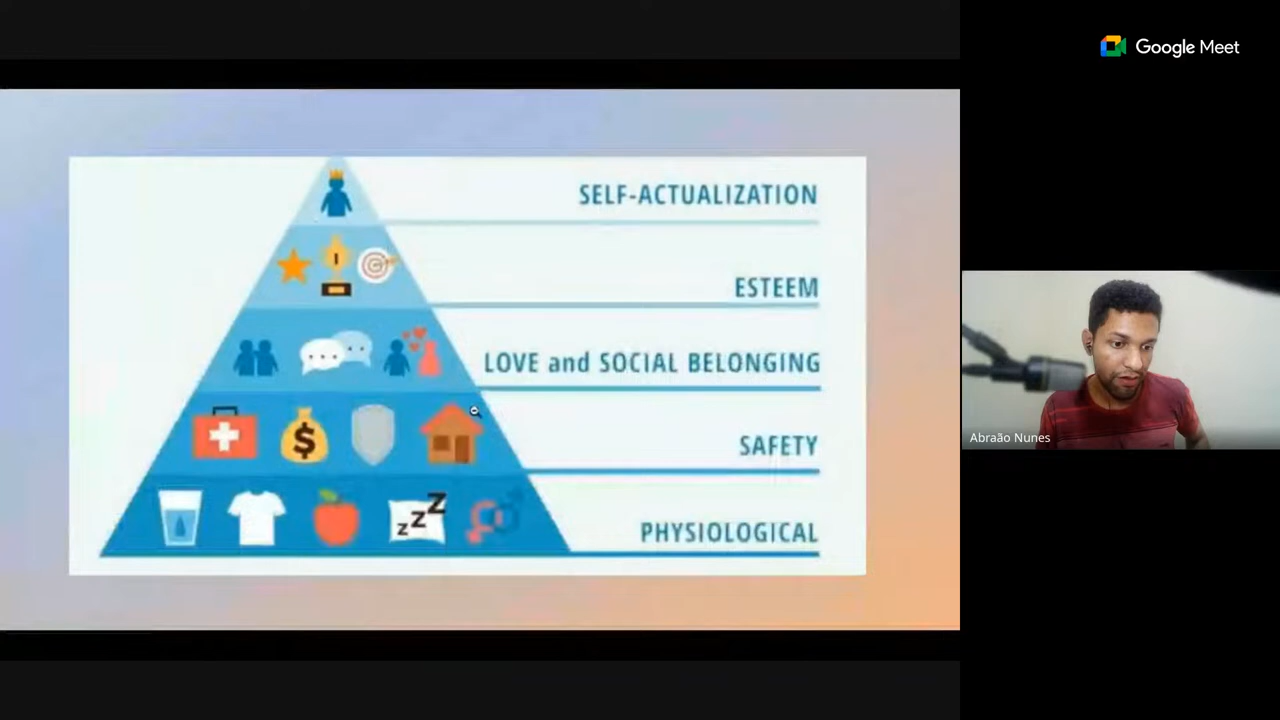 Google Meet
SELF-ACTUALIZATION
ESTEEM
LOVE and SOCIAL BELONGING
SAFETY
PHYSIOLOGICAL
z Z Z
Abraão Nunes